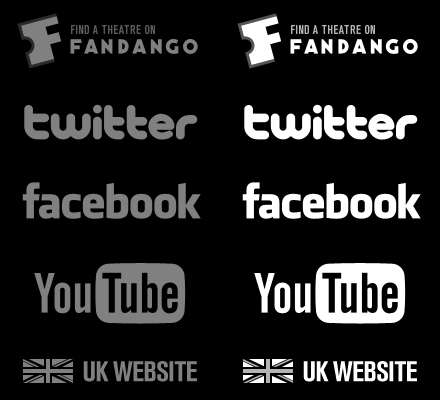 FIND A THEATRE ON FIND A THEATRE ON
FANDANGO FANDANGO
twitter twitter
facebook facebook
YouTube YouTube
UK WEBSITE UK WEBSITE